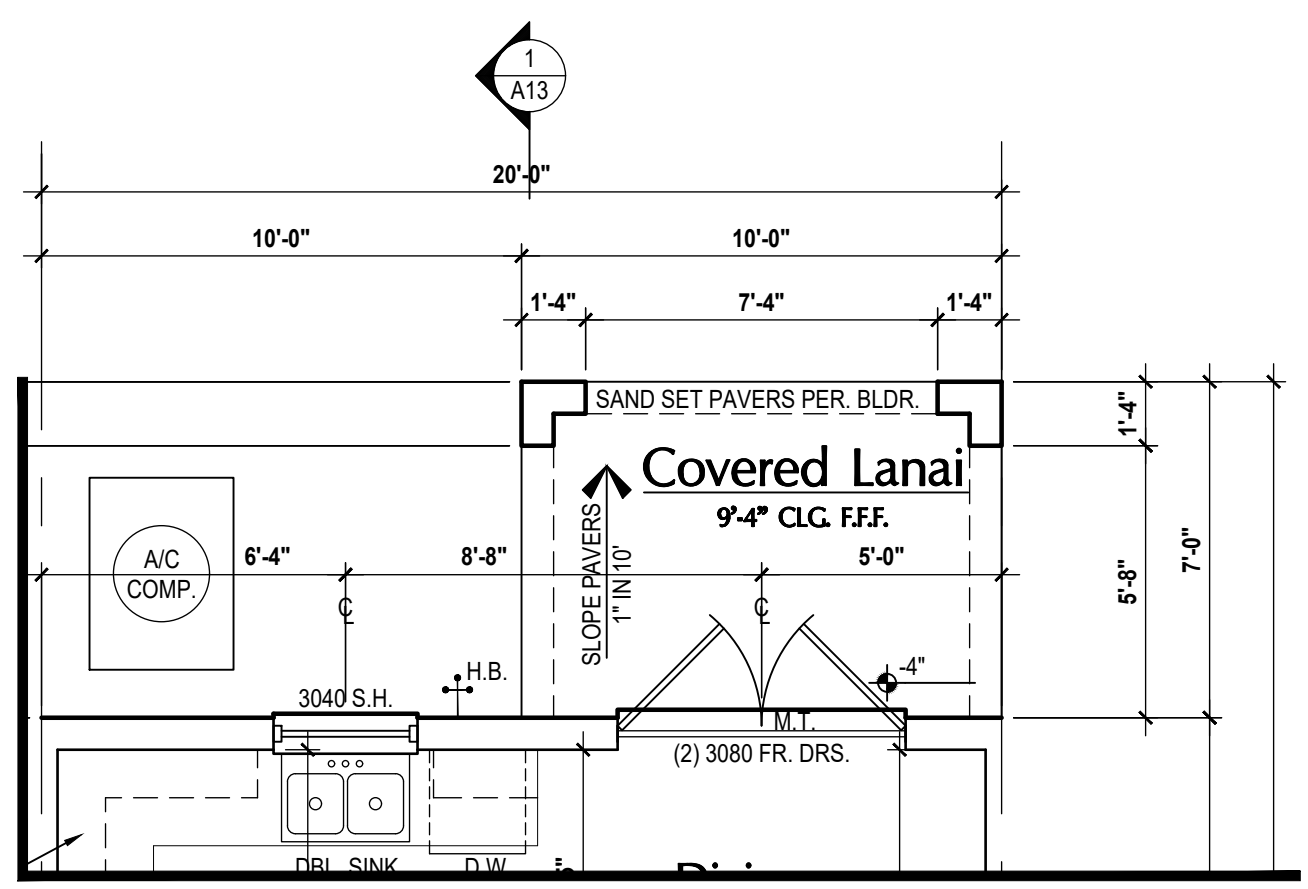 1
A13
20'-0"
10'-0" 10'-0"
1'-4" 7'-4" 1'-4"
SAND SET PAVERS PER. BLDR.
1'-4"
Covered Lanai
9'-4" CLG. F.F.F.
SLOPE PAVERS
1" IN 10'
A/C
COMP.
6'-4" 8'-8" 5'-0"
5'-8"
7'-0"
℄ ℄
H.B.
-4"
3040 S.H.
M.T.
(2) 3080 FR. DRS.
DBL. SINK D.W.